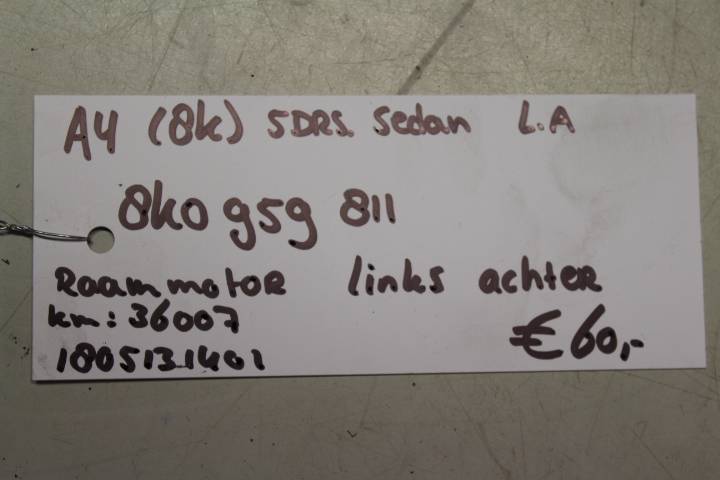 A4 (8K) 5DRS. Sedan L.A
8K0 959 811
Raammotor links achter
km: 36007
1805131401 €60,-